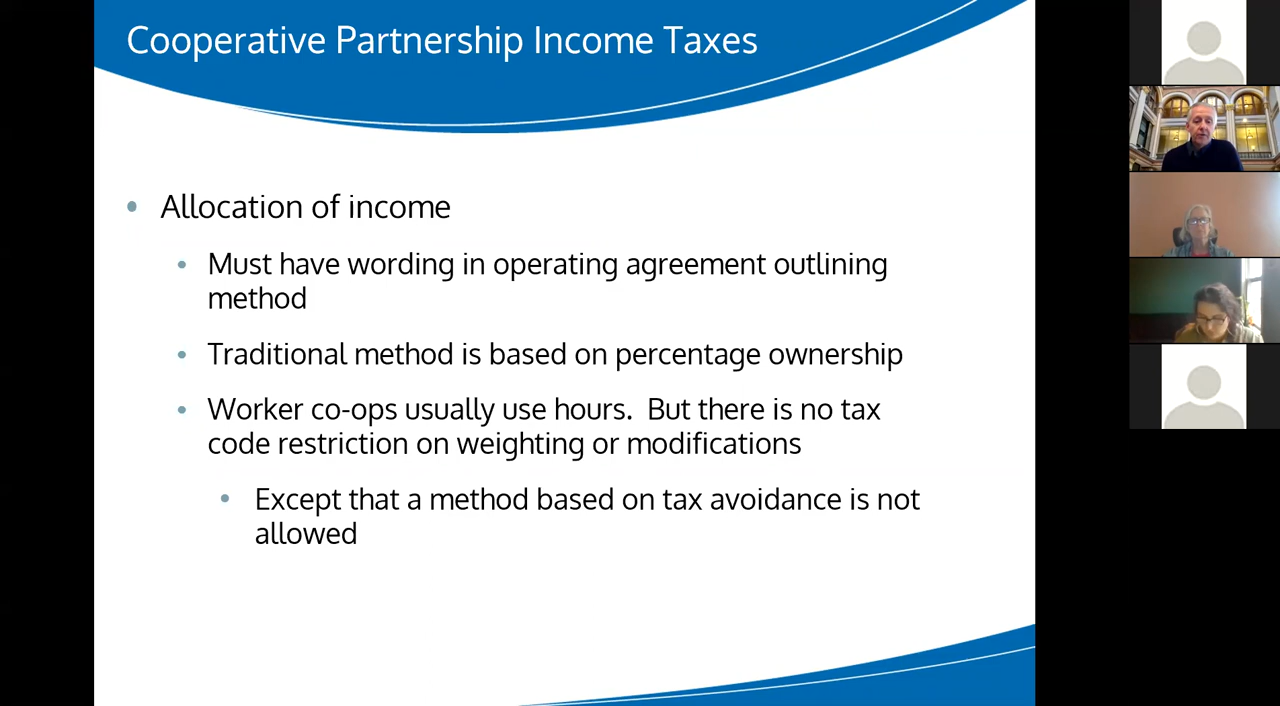 Cooperative Partnership Income Taxes
• Allocation of income
• Must have wording in operating agreement outlining
method
• Traditional method is based on percentage ownership
• Worker co-ops usually use hours.  But there is no tax
code restriction on weighting or modifications
• Except that a method based on tax avoidance is not
allowed